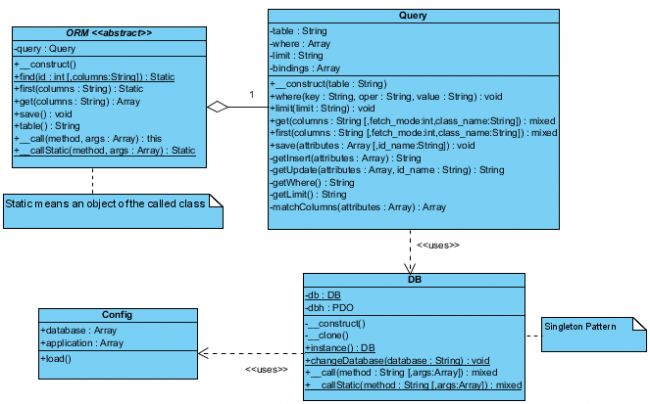 ORM <<abstract>>
-query : Query
+__construct()
+find(id : int [,columns:String]) : Static
+first(columns : String) : Static
+get(columns : String) : Array
+save() : void
+table() : String
+__call(method, args : Array) : this
+__callStatic(method, args : Array) : Static
Static means an object of the called class
1
Query
-table : String
-where : Array
-limit : String
-bindings : Array
+__construct(table : String)
+where(key : String, oper : String, value : String) : void
+limit(limit : String) : void
+get(columns : String [,fetch_mode:int,class_name:String]) : mixed
+first(columns : String [,fetch_mode:int,class_name:String]) : mixed
+save(attributes : Array [,id_name:String]) : void
-getInsert(attributes : Array) : String
-getUpdate(attributes : Array, id_name : String) : String
-getWhere() : String
-getLimit() : String
-matchColumns(attributes : Array) : Array
<<uses>>
DB
-db : DB
-dbh : PDO
-__construct()
-__clone()
+instance() : DB
+changeDatabase(database : String) : void
+__call(method : String [,args:Array]) : mixed
+__callStatic(method : String [,args:Array]) : mixed
Singleton Pattern
Config
+database : Array
+application : Array
+load()
<<uses>>